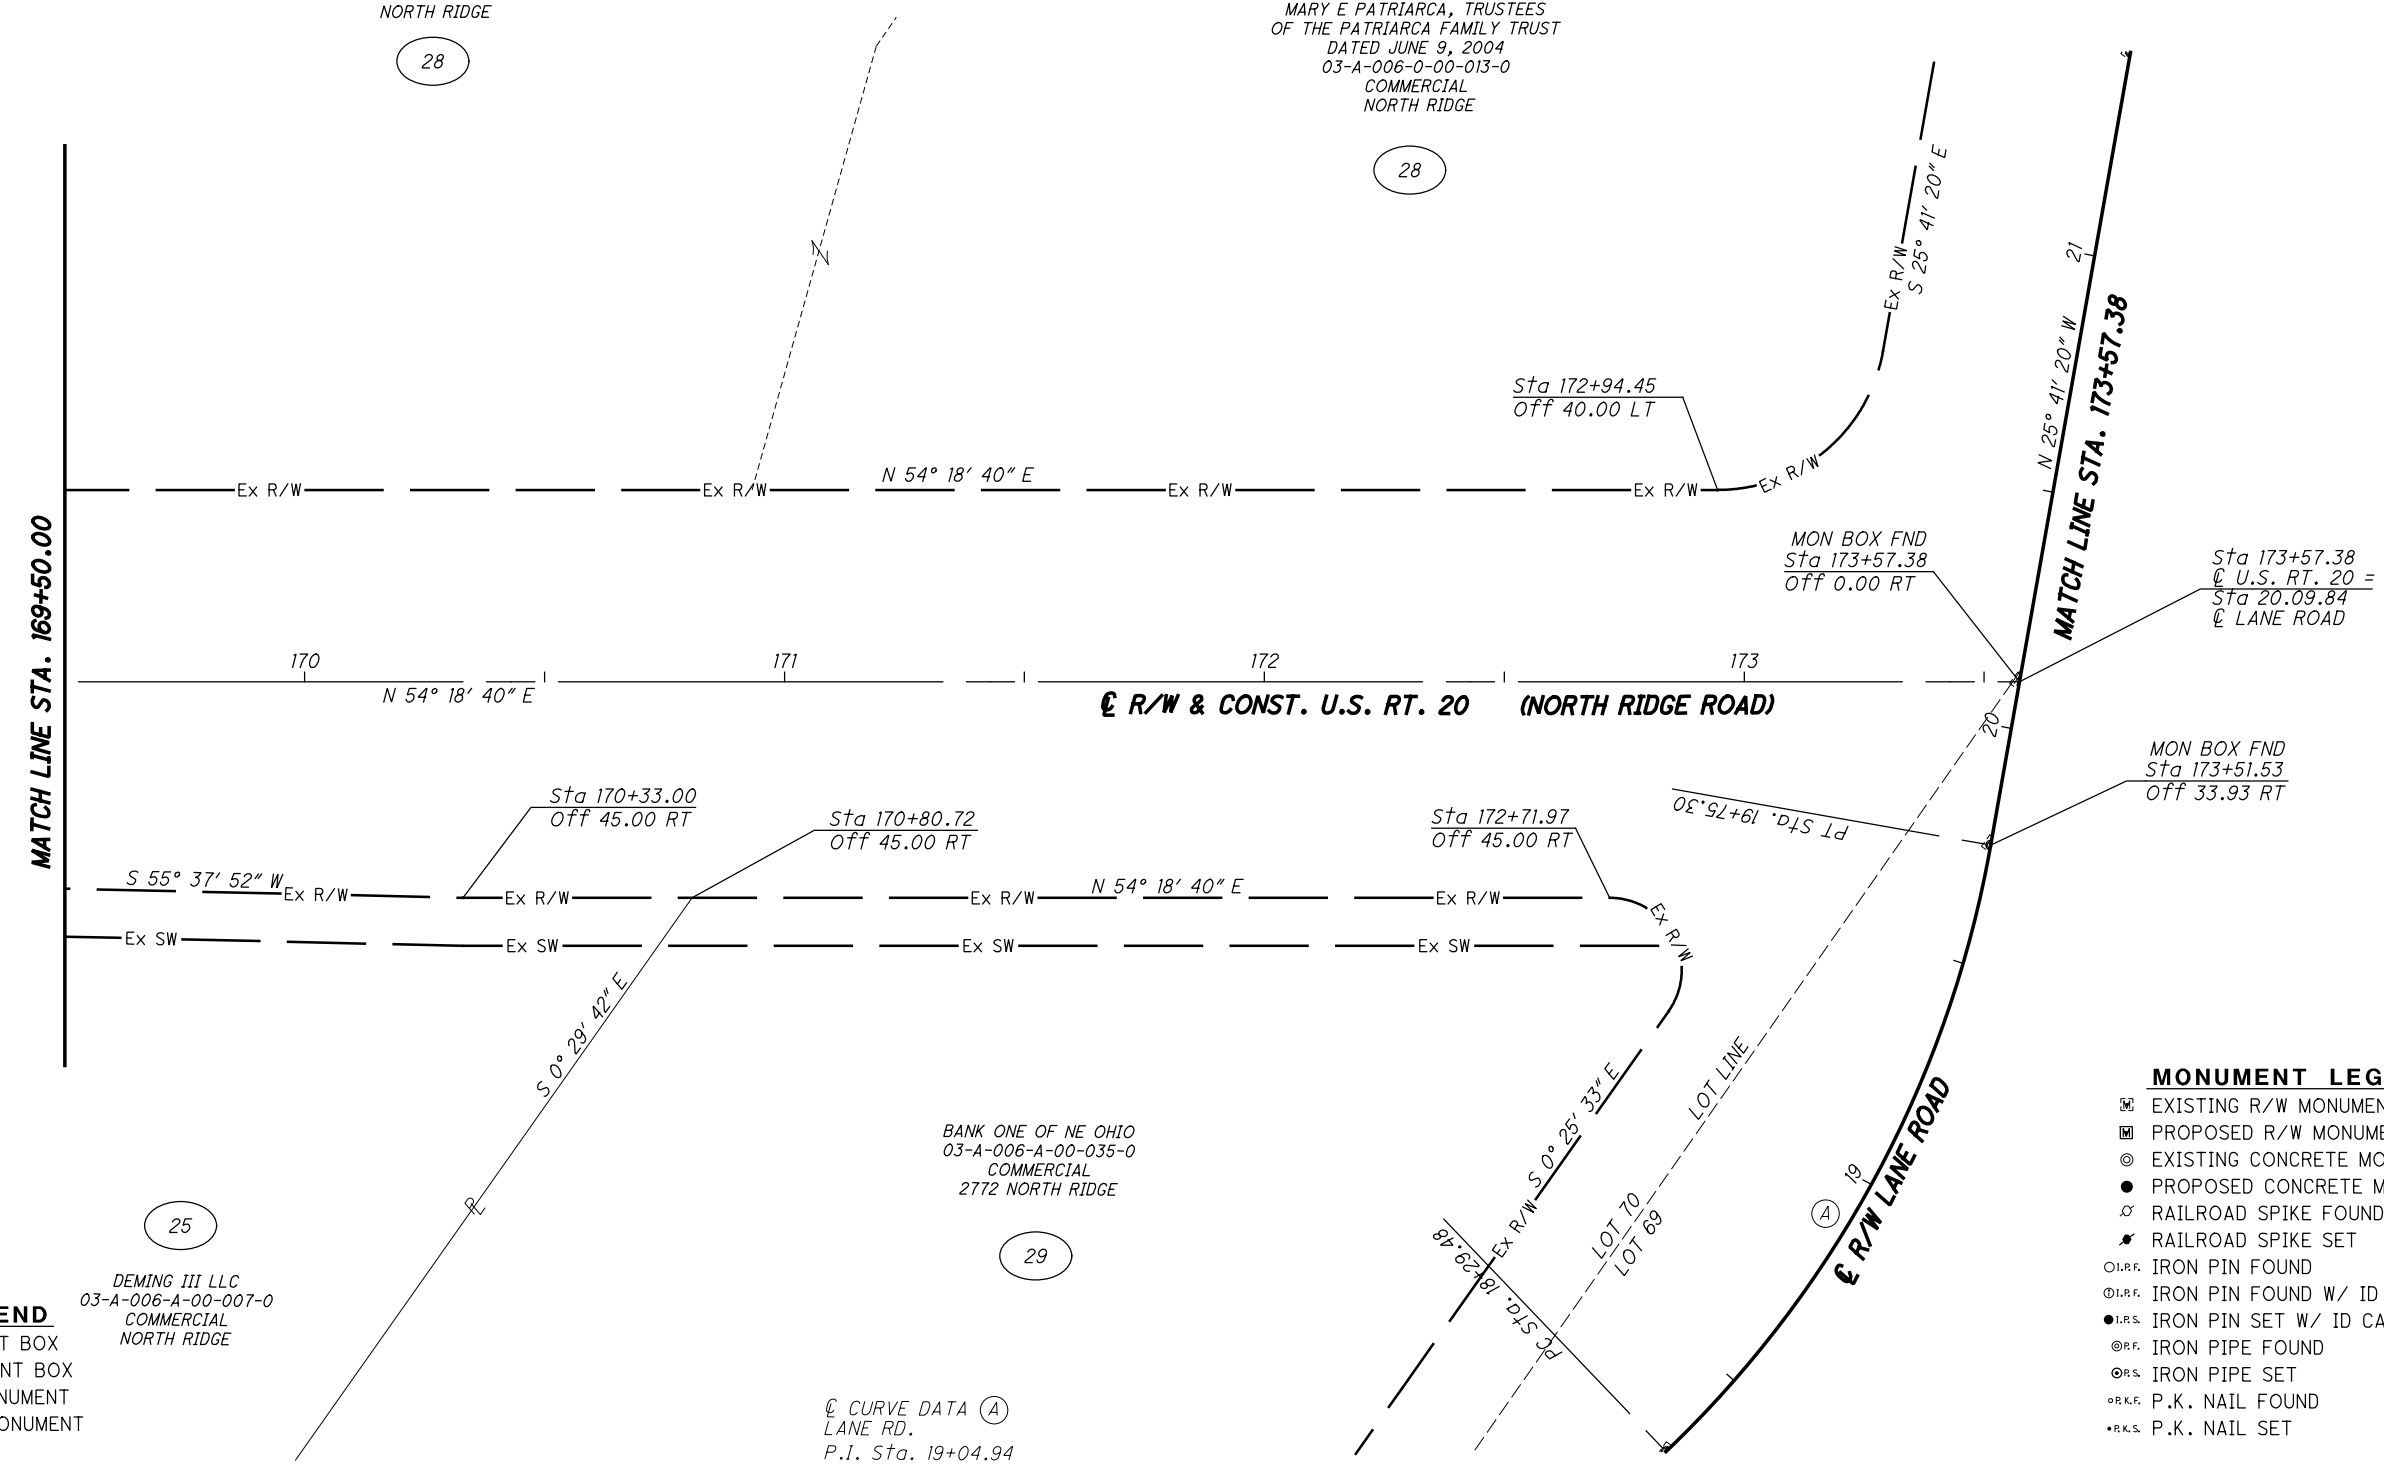 NORTH RIDGE
28
MARY E PATRIARCA, TRUSTEES
OF THE PATRIARCA FAMILY TRUST
DATED JUNE 9, 2004
03-A-006-0-00-013-0
COMMERCIAL
NORTH RIDGE
28
S 25° 41' 20" E
Ex R/W
21
N 25° 41' 20" W
MATCH LINE STA. 173+57.38
Sta 172+94.45
Off 40.00 LT
N 54° 18' 40" E
Ex R/W
Ex R/W
Ex R/W
Ex R/W
Ex R/W
MATCH LINE STA. 169+50.00
MON BOX FND
Sta 173+57.38
Off 0.00 RT
Sta 173+57.38
℄ U.S. RT. 20 =
Sta 20.09.84
℄ LANE ROAD
170
171
172
173
N 54° 18' 40" E
℄ R/W & CONST. U.S. RT. 20 (NORTH RIDGE ROAD)
20
MON BOX FND
Sta 173+51.53
Off 33.93 RT
PT Sta. 19+75.30
Sta 170+33.00
Off 45.00 RT
Sta 170+80.72
Off 45.00 RT
Sta 172+71.97
Off 45.00 RT
S 55° 37' 52" W
Ex R/W
Ex R/W
Ex R/W
N 54° 18' 40" E
Ex R/W
Ex R/W
Ex SW
Ex SW
Ex SW
Ex SW
S 0° 29' 42" E
S 0° 25' 33" E
Ex R/W
LOT LINE
LOT 70
LOT 69
PC Sta. 18+29.48
19
A
℄ R/W LANE ROAD
BANK ONE OF NE OHIO
03-A-006-A-00-035-0
COMMERCIAL
2772 NORTH RIDGE
29
25
DEMING III LLC
03-A-006-A-00-007-0
COMMERCIAL
NORTH RIDGE
END
T BOX
NT BOX
NUMENT
ONUMENT
℄ CURVE DATA A
LANE RD.
P.I. Sta. 19+04.94
MONUMENT LEG
EXISTING R/W MONUMEN
PROPOSED R/W MONUME
EXISTING CONCRETE MO
PROPOSED CONCRETE M
RAILROAD SPIKE FOUND
RAILROAD SPIKE SET
I.P.F. IRON PIN FOUND
I.P.F. IRON PIN FOUND W/ ID
I.P.S. IRON PIN SET W/ ID CA
P.F. IRON PIPE FOUND
P.S. IRON PIPE SET
P.K.F. P.K. NAIL FOUND
P.K.S. P.K. NAIL SET